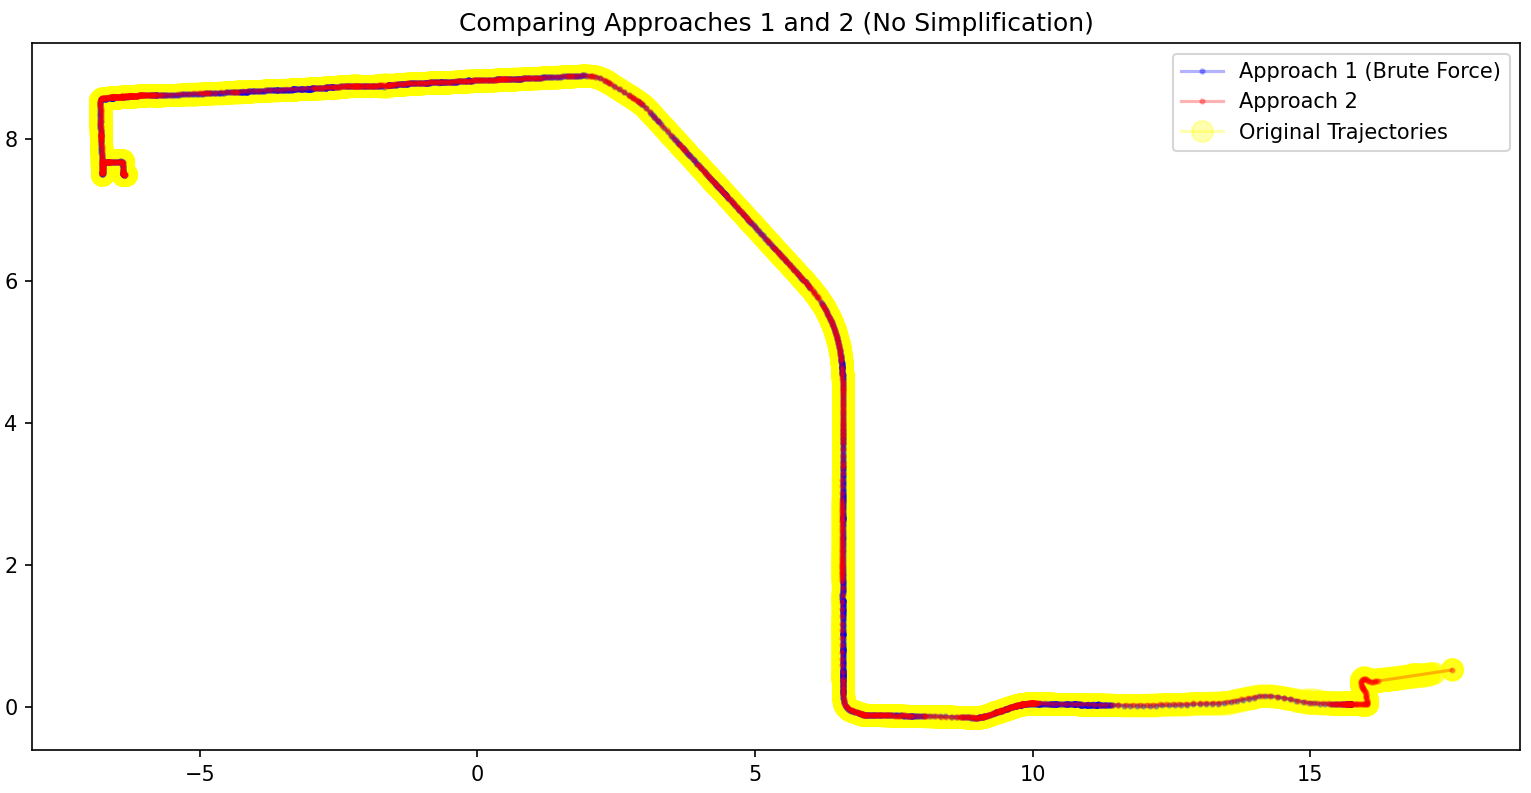 Comparing Approaches 1 and 2 (No Simplification)
Approach 1 (Brute Force)
Approach 2
Original Trajectories
8
6
4
2
0
−5
0
5
10
15